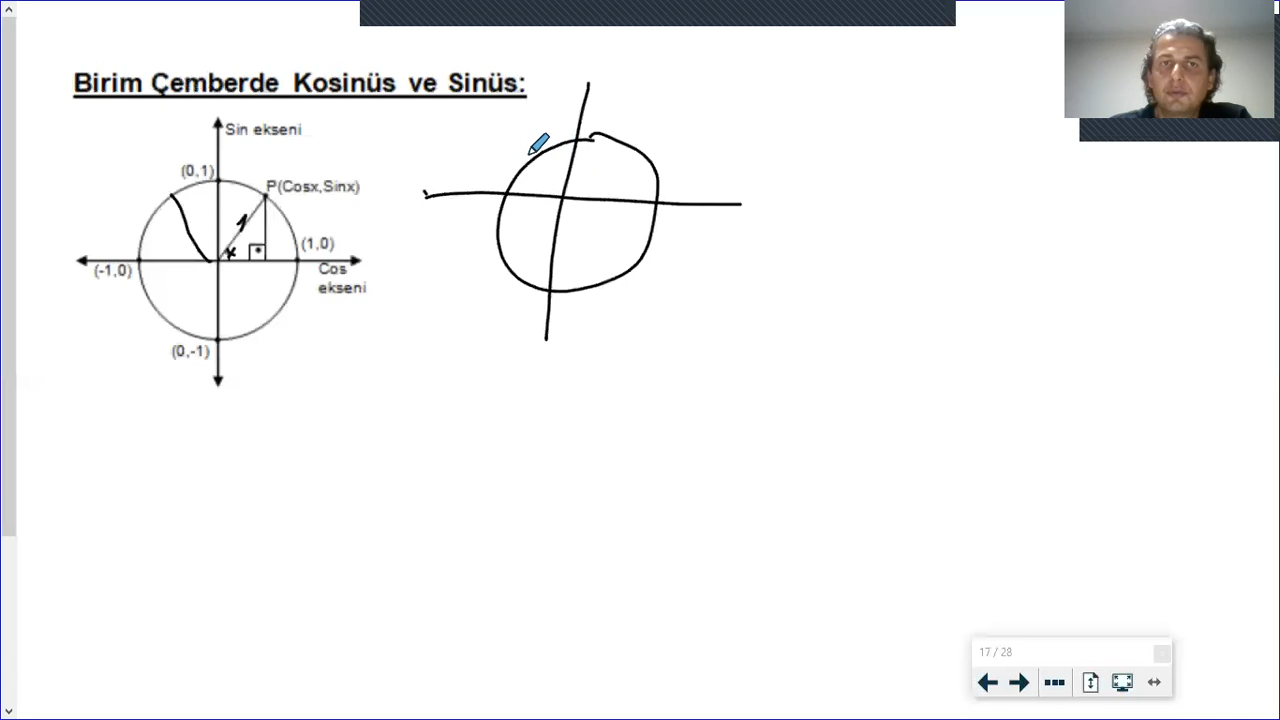 Birim Çemberde Kosinüs ve Sinüs:
Sin ekseni
(0,1)
P(Cosx,Sinx)
1
x
(1,0)
(-1,0)
Cos
ekseni
(0,-1)
17 / 28